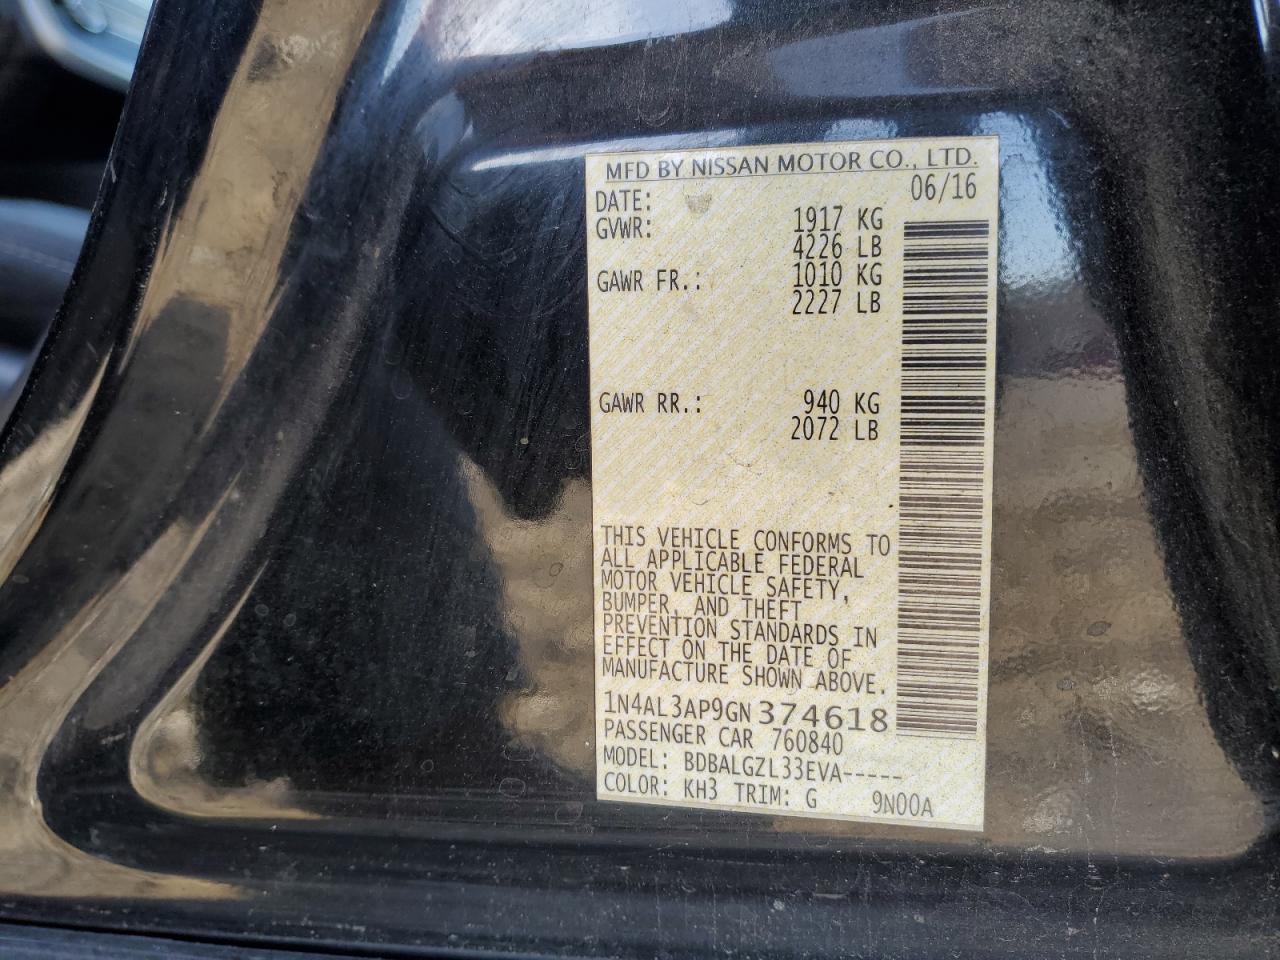 MFD BY NISSAN MOTOR CO., LTD.
DATE: 06/16
GVWR: 1917 KG
4226 LB
GAWR FR.: 1010 KG
2227 LB
GAWR RR.: 940 KG
2072 LB
THIS VEHICLE CONFORMS TO
ALL APPLICABLE FEDERAL
MOTOR VEHICLE SAFETY,
BUMPER, AND THEFT
PREVENTION STANDARDS IN
EFFECT ON THE DATE OF
MANUFACTURE SHOWN ABOVE.
1N4AL3AP9GN374618
PASSENGER CAR 760840
MODEL: BDBALGZL33EVA-----
COLOR: KH3 TRIM: G 9N00A